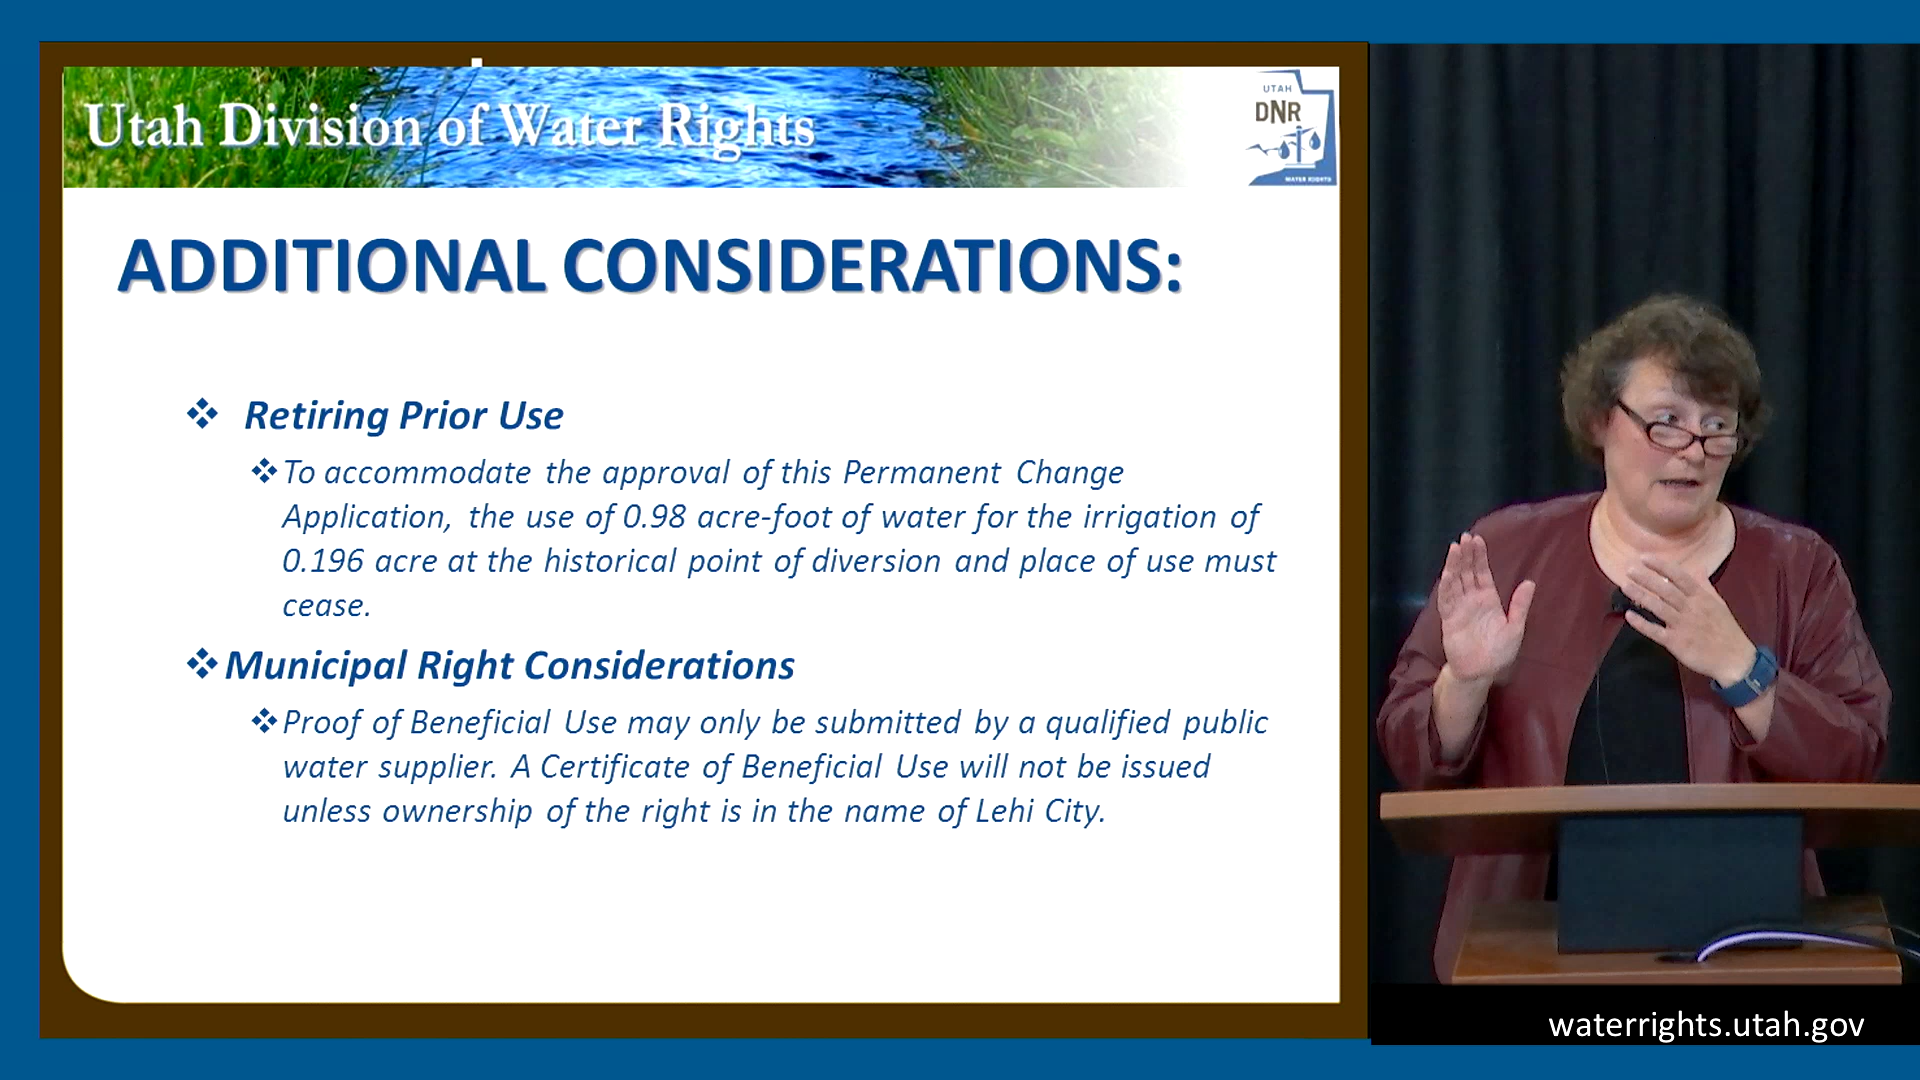 Utah Division of Water Rights
UTAH
DNR
WATER RIGHTS
ADDITIONAL CONSIDERATIONS:
❖ Retiring Prior Use
❖ To accommodate the approval of this Permanent Change
Application, the use of 0.98 acre-foot of water for the irrigation of
0.196 acre at the historical point of diversion and place of use must
cease.
❖ Municipal Right Considerations
❖ Proof of Beneficial Use may only be submitted by a qualified public
water supplier. A Certificate of Beneficial Use will not be issued
unless ownership of the right is in the name of Lehi City.
waterrights.utah.gov